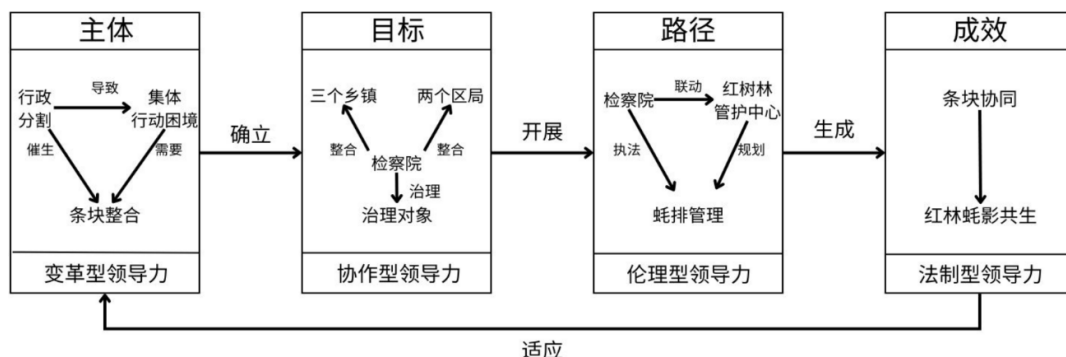 主体
行政
分割
导致
集体
行动困境
催生
需要
条块整合
变革型领导力
确立
目标
三个乡镇
两个区局
整合
检察院
整合
治理
治理对象
协作型领导力
开展
路径
检察院
联动
红树林
管护中心
执法
规划
蚝排管理
伦理型领导力
生成
成效
条块协同
红林蚝影共生
法制型领导力
适应